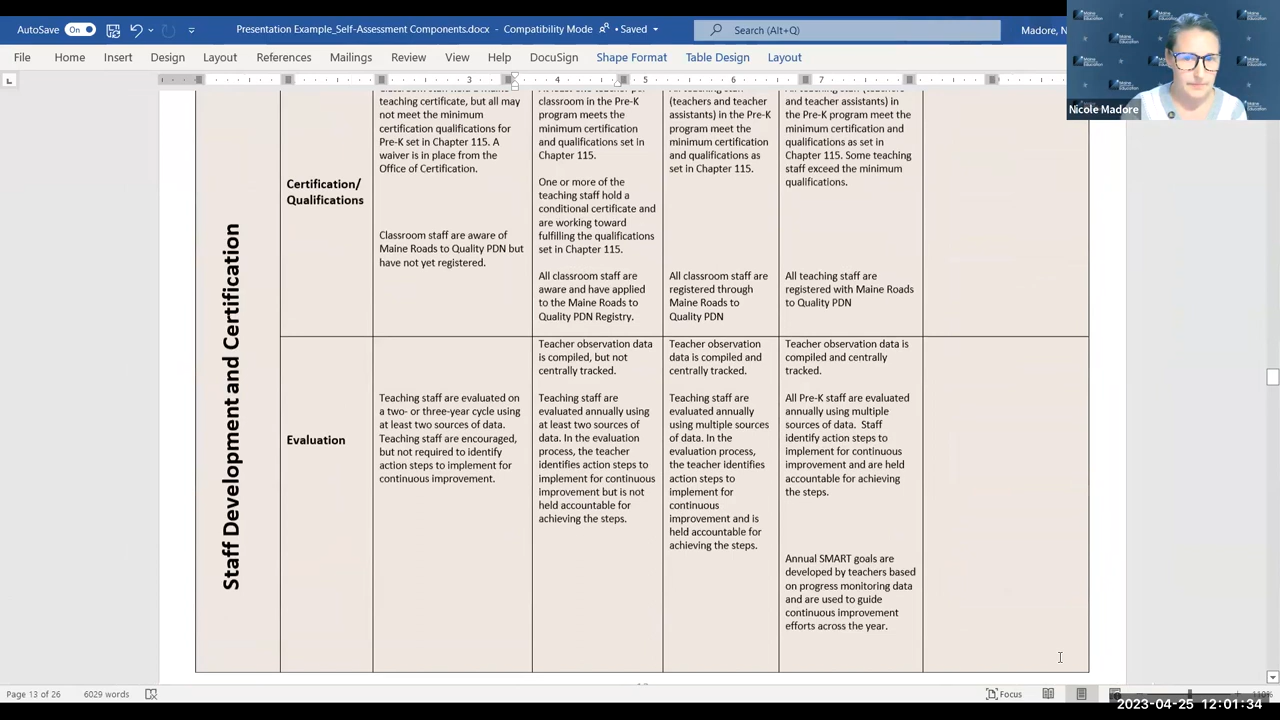 AutoSave On
Presentation Example_Self-Assessment Components.docx - Compatibility Mode
• Saved
Search (Alt+Q)
Madore, N
File Home Insert Design Layout References Mailings Review View Help DocuSign Shape Format Table Design Layout
3 4 5 6 7
Nicole Madore
Staff Development and Certification
Certification/
Qualifications
teaching certificate, but all may
not meet the minimum
certification qualifications for
Pre-K set in Chapter 115. A
waiver is in place from the
Office of Certification.
Classroom staff are aware of
Maine Roads to Quality PDN but
have not yet registered.
classroom in the Pre-K
program meets the
minimum certification
and qualifications set in
Chapter 115.
One or more of the
teaching staff hold a
conditional certificate and
are working toward
fulfilling the qualifications
set in Chapter 115.
All classroom staff are
aware and have applied
to the Maine Roads to
Quality PDN Registry.
(teachers and teacher
assistants) in the Pre-K
program meet the
minimum certification
and qualifications as
set in Chapter 115.
All classroom staff are
registered through
Maine Roads to
Quality PDN
and teacher assistants) in
the Pre-K program meet the
minimum certification and
qualifications as set in
Chapter 115. Some teaching
staff exceed the minimum
qualifications.
All teaching staff are
registered with Maine Roads
to Quality PDN
Evaluation
Teaching staff are evaluated on
a two- or three-year cycle using
at least two sources of data.
Teaching staff are encouraged,
but not required to identify
action steps to implement for
continuous improvement.
Teacher observation data
is compiled, but not
centrally tracked.
Teaching staff are
evaluated annually using
at least two sources of
data. In the evaluation
process, the teacher
identifies action steps to
implement for continuous
improvement but is not
held accountable for
achieving the steps.
Teacher observation
data is compiled and
centrally tracked.
Teaching staff are
evaluated annually
using multiple sources
of data. In the
evaluation process,
the teacher identifies
action steps to
implement for
continuous
improvement and is
held accountable for
achieving the steps.
Teacher observation data is
compiled and centrally
tracked.
All Pre-K staff are evaluated
annually using multiple
sources of data. Staff
identify action steps to
implement for continuous
improvement and are held
accountable for achieving
the steps.
Annual SMART goals are
developed by teachers based
on progress monitoring data
and are used to guide
continuous improvement
efforts across the year.
Page 13 of 26 6029 words
Focus
2023-04-25 12:01:34